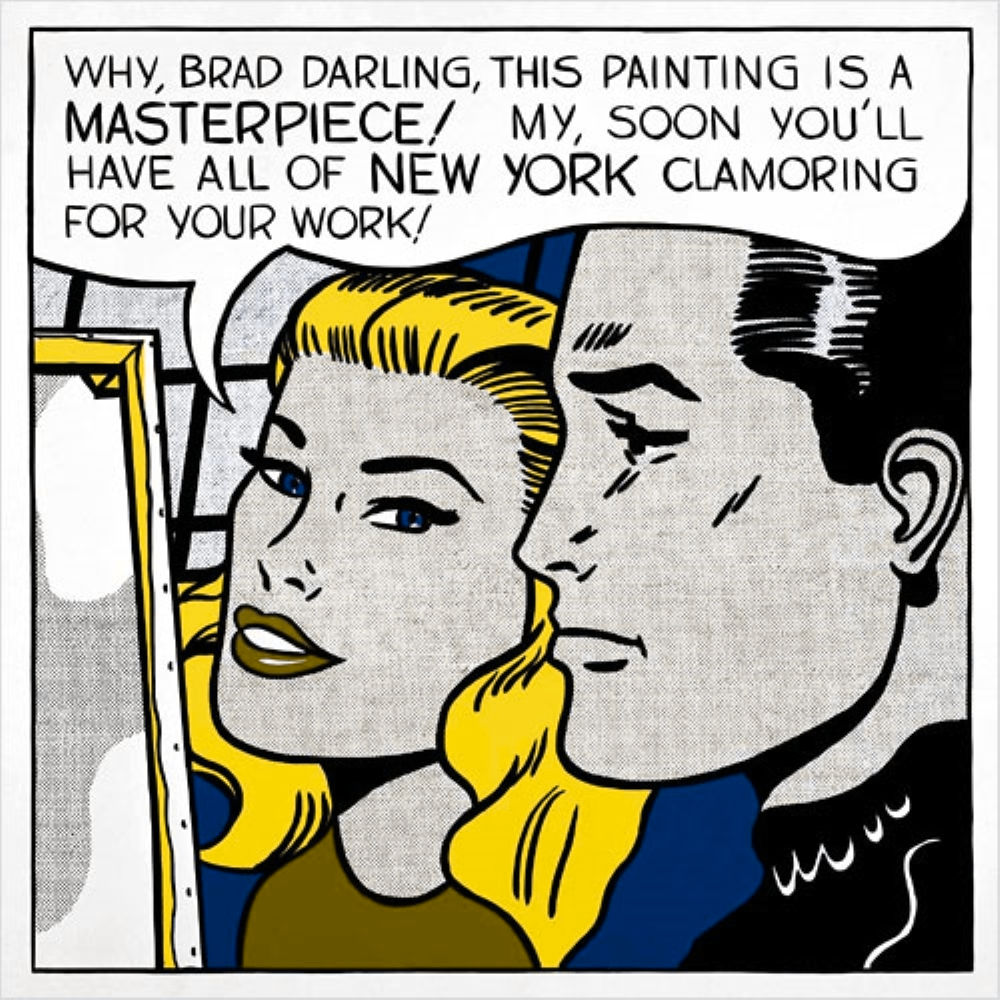 WHY, BRAD DARLING, THIS PAINTING IS A
MASTERPIECE! MY, SOON YOU'LL
HAVE ALL OF NEW YORK CLAMORING
FOR YOUR WORK!